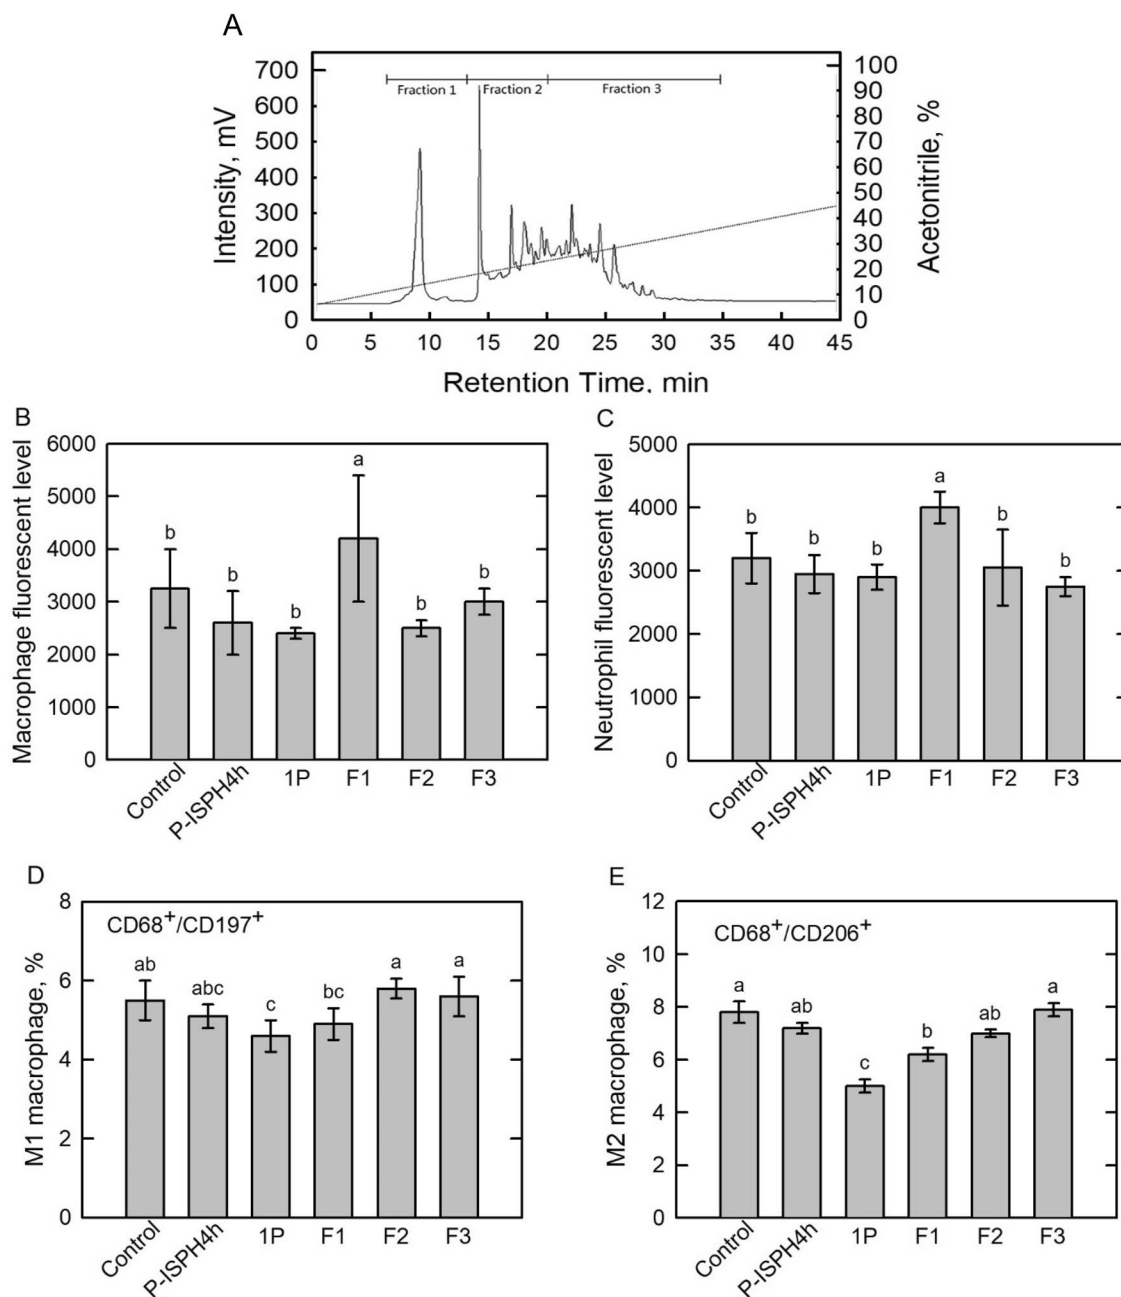 A
Intensity, mV
700
600
500
400
300
200
100
0
Fraction 1 Fraction 2 Fraction 3
100
90
80
70
60
50
40
30
20
10
0
Acetonitrile, %
0 5 10 15 20 25 30 35 40 45
Retention Time, min
B
Macrophage fluorescent level
6000
5000
4000
3000
2000
1000
0
b b b a b b
Control P-ISPH4h 1P F1 F2 F3
C
Neutrophil fluorescent level
5000
4000
3000
2000
1000
0
b b b a b b
Control P-ISPH4h 1P F1 F2 F3
D
M1 macrophage, %
8
6
4
2
0
CD68+/CD197+
ab abc c bc a a
Control P-ISPH4h 1P F1 F2 F3
E
M2 macrophage, %
12
10
8
6
4
2
0
CD68+/CD206+
a ab c b ab a
Control P-ISPH4h 1P F1 F2 F3